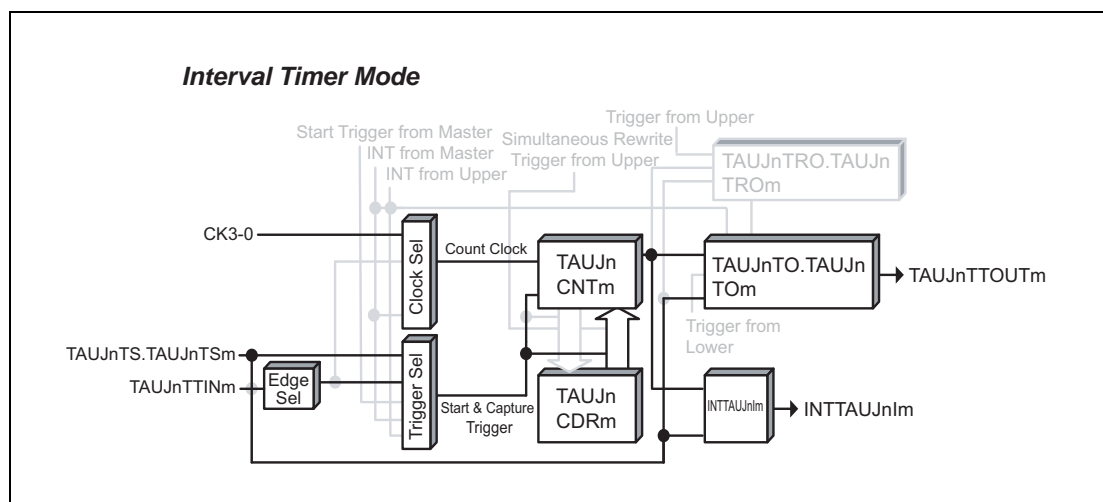 Interval Timer Mode
Trigger from Upper
Start Trigger from Master
Simultaneous Rewrite
INT from Master
Trigger from Upper
INT from Upper
TAUJnTRO.TAUJn
TROm
CK3-0
Clock Sel
Count Clock
TAUJn
CNTm
TAUJnTO.TAUJn
TOm
TAUJnTTOUTm
Trigger from
Lower
TAUJnTS.TAUJnTSm
TAUJnTTINm
Edge
Sel
Trigger Sel
Start & Capture
Trigger
TAUJn
CDRm
INTTAUJnIm
INTTAUJnIm